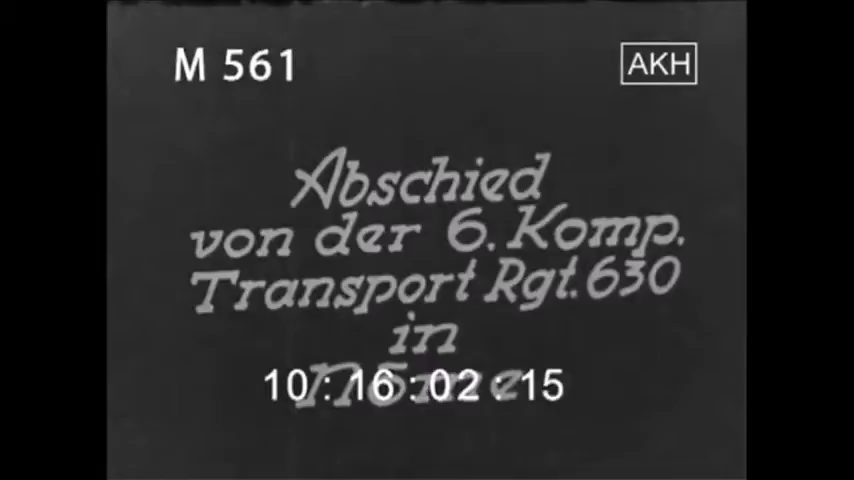 M 561
AKH
Abschied
von der 6. Komp.
Transport Rgt. 630
in
10:16:02:15